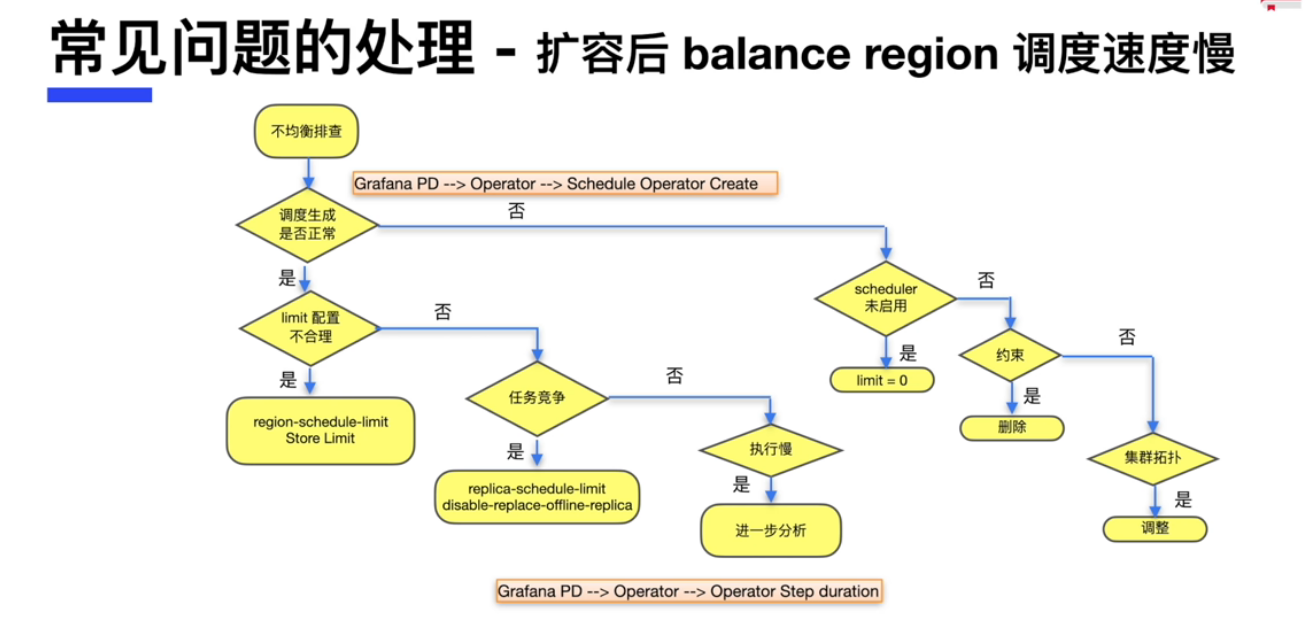 常见问题的处理 - 扩容后 balance region 调度速度慢
不均衡排查
Grafana PD --> Operator --> Schedule Operator Create
调度生成
是否正常
否
是
scheduler
未启用
否
limit 配置
不合理
否
是
limit = 0
约束
否
是
region-schedule-limit
Store Limit
任务竞争
否
是
删除
是
replica-schedule-limit
disable-replace-offline-replica
执行慢
是
进一步分析
集群拓扑
是
调整
Grafana PD --> Operator --> Operator Step duration